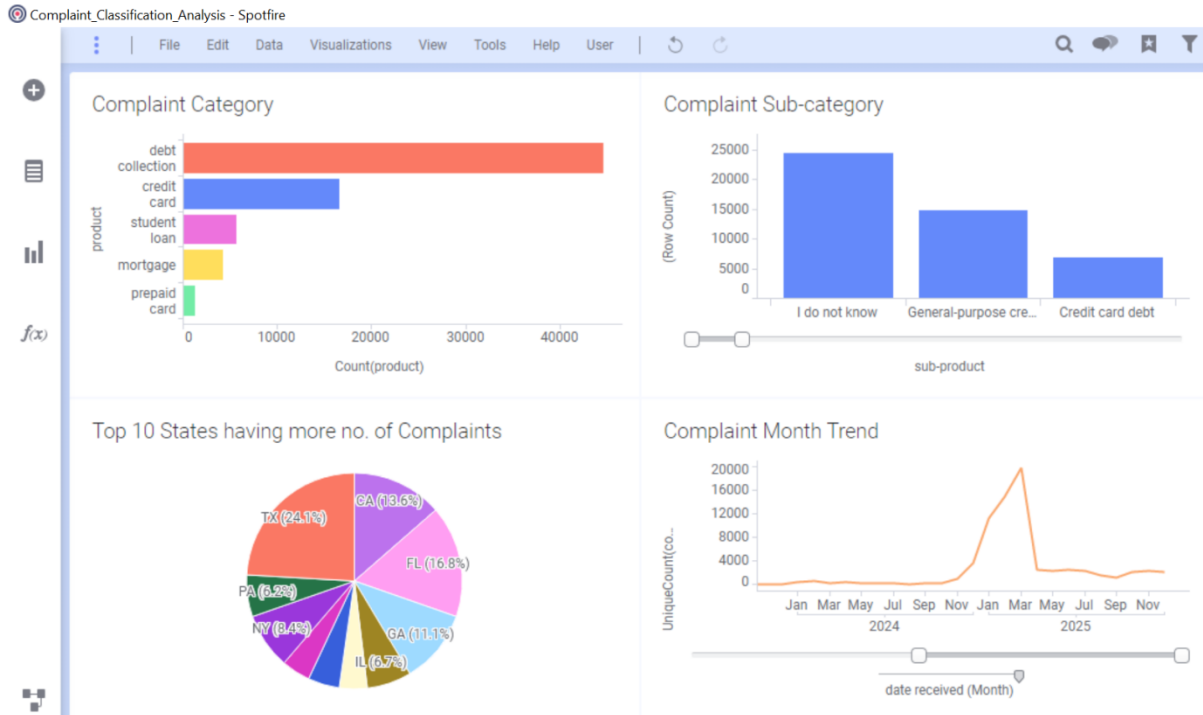 Complaint_Classification_Analysis - Spotfire
File Edit Data Visualizations View Tools Help User
Complaint Category
product
debt
collection
credit
card
student
loan
mortgage
prepaid
card
0 10000 20000 30000 40000
Count(product)
Complaint Sub-category
(Row Count)
25000
20000
15000
10000
5000
0
I do not know General-purpose cre... Credit card debt
sub-product
Top 10 States having more no. of Complaints
CA (13.6%)
TX (24.1%)
FL (16.8%)
PA (6.2%)
NY (8.4%)
GA (11.1%)
IL (6.7%)
Complaint Month Trend
UniqueCount(co...
20000
16000
12000
8000
4000
0
Jan Mar May Jul Sep Nov Jan Mar May Jul Sep Nov
2024 2025
date received (Month)
f(x)